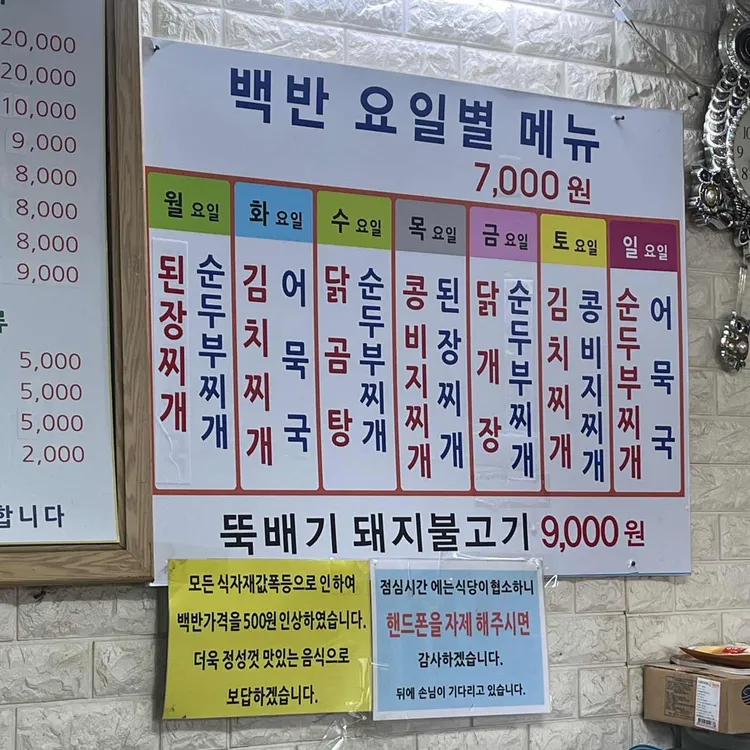 20,000
20,000
10,000
9,000
8,000
8,000
8,000
9,000
5,000
5,000
5,000
2,000
합니다
백반 요일별 메뉴
7,000원
월요일 화요일 수요일 목요일 금요일 토요일 일요일
된장찌개 순두부찌개
김치찌개 어묵국
닭곰탕 순두부찌개
콩비지찌개 된장찌개
닭개장 순두부찌개
김치찌개 콩비지찌개
순두부찌개 어묵국
뚝배기 돼지불고기 9,000원
모든 식자재값폭등으로 인하여
백반가격을 500원 인상하였습니다.
더욱 정성껏 맛있는 음식으로
보답하겠습니다.
점심시간 에는 식당이 협소하니
핸드폰을 자제 해주시면
감사하겠습니다.
뒤에 손님이 기다리고 있습니다.